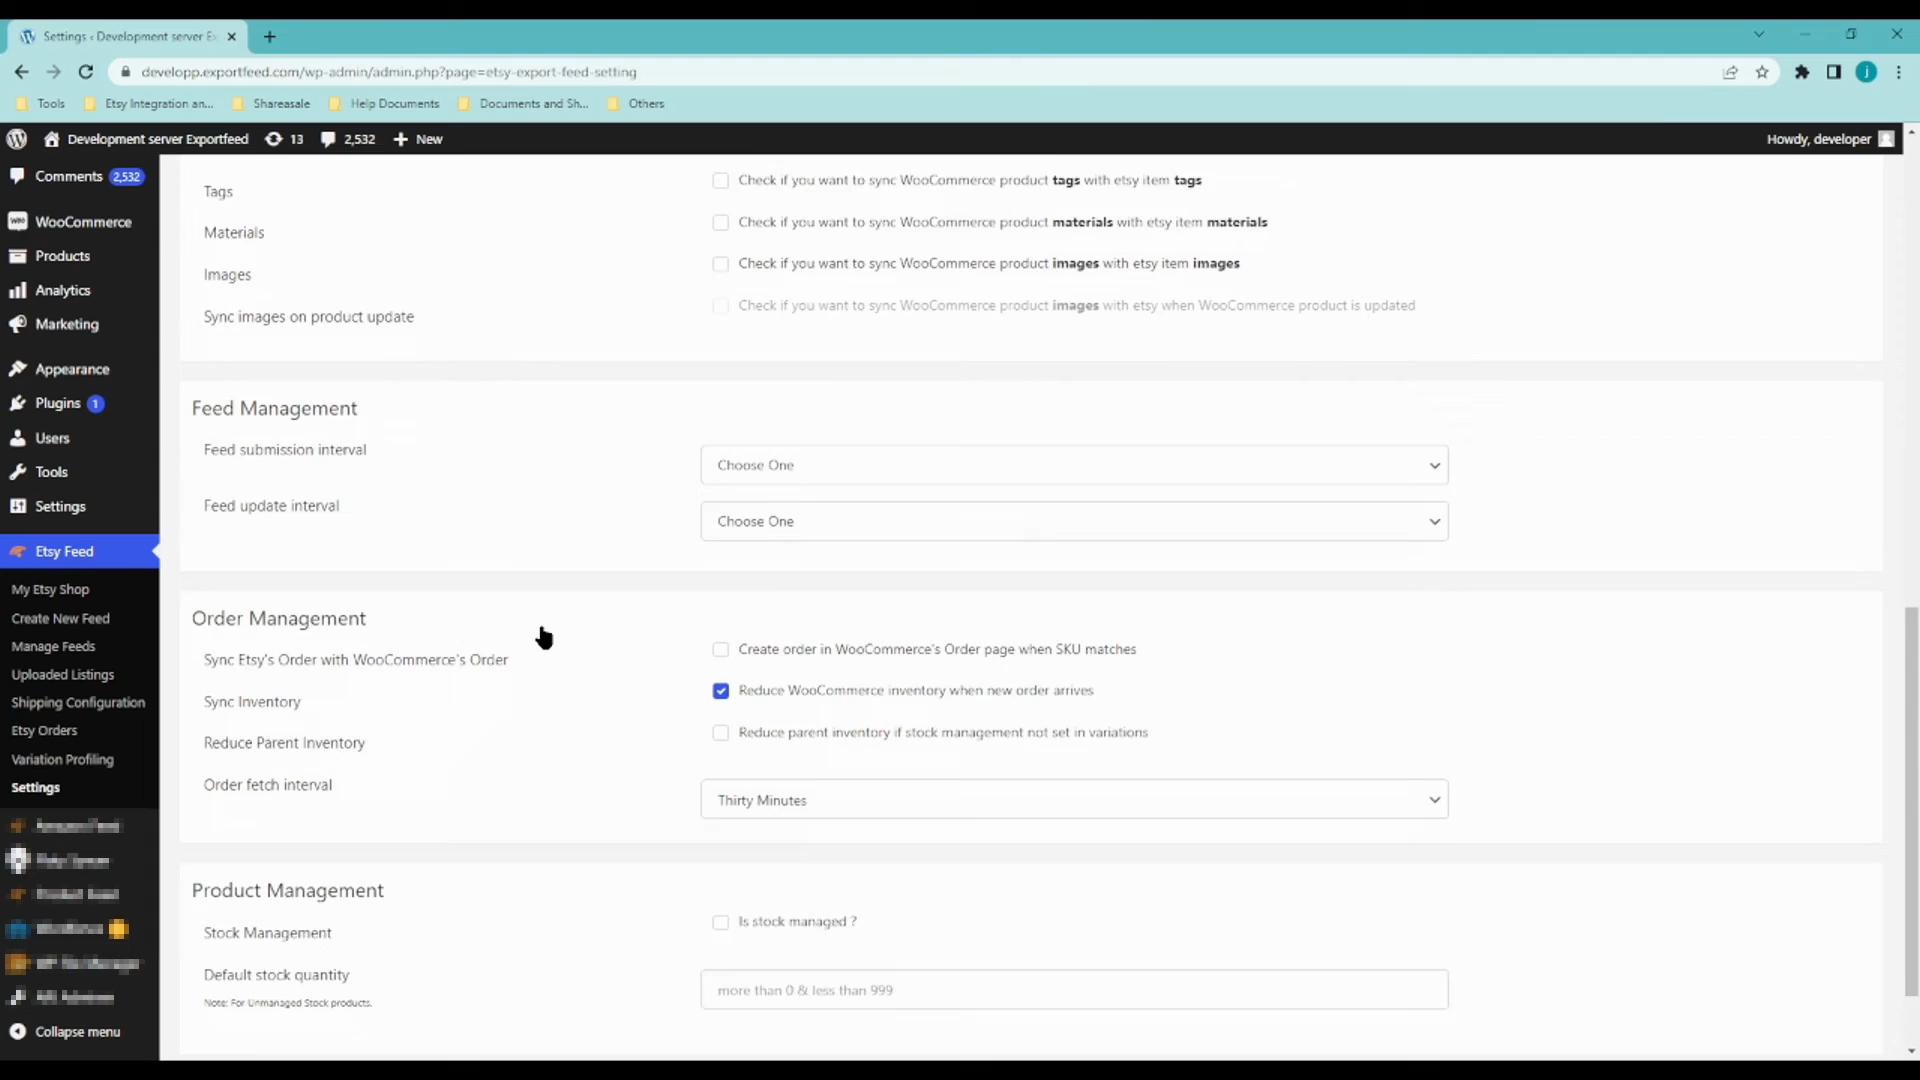 Settings ‹ Development server E
developp.exportfeed.com/wp-admin/admin.php?page=etsy-export-feed-setting
j
Tools
Etsy Integration an...
Shareasale
Help Documents
Documents and Sh...
Others
Development server Exportfeed
13
2,532
New
Howdy, developer
Comments 2,532
WooCommerce
Products
Analytics
Marketing
Appearance
Plugins 1
Users
Tools
Settings
Etsy Feed
My Etsy Shop
Create New Feed
Manage Feeds
Uploaded Listings
Shipping Configuration
Etsy Orders
Variation Profiling
Settings
Collapse menu
Tags
Check if you want to sync WooCommerce product tags with etsy item tags
Materials
Check if you want to sync WooCommerce product materials with etsy item materials
Images
Check if you want to sync WooCommerce product images with etsy item images
Sync images on product update
Check if you want to sync WooCommerce product images with etsy when WooCommerce product is updated
Feed Management
Feed submission interval
Choose One
Feed update interval
Choose One
Order Management
Sync Etsy's Order with WooCommerce's Order
Create order in WooCommerce's Order page when SKU matches
Sync Inventory
Reduce WooCommerce inventory when new order arrives
Reduce Parent Inventory
Reduce parent inventory if stock management not set in variations
Order fetch interval
Thirty Minutes
Product Management
Stock Management
Is stock managed ?
Default stock quantity
more than 0 & less than 999
Note: For Unmanaged Stock products.